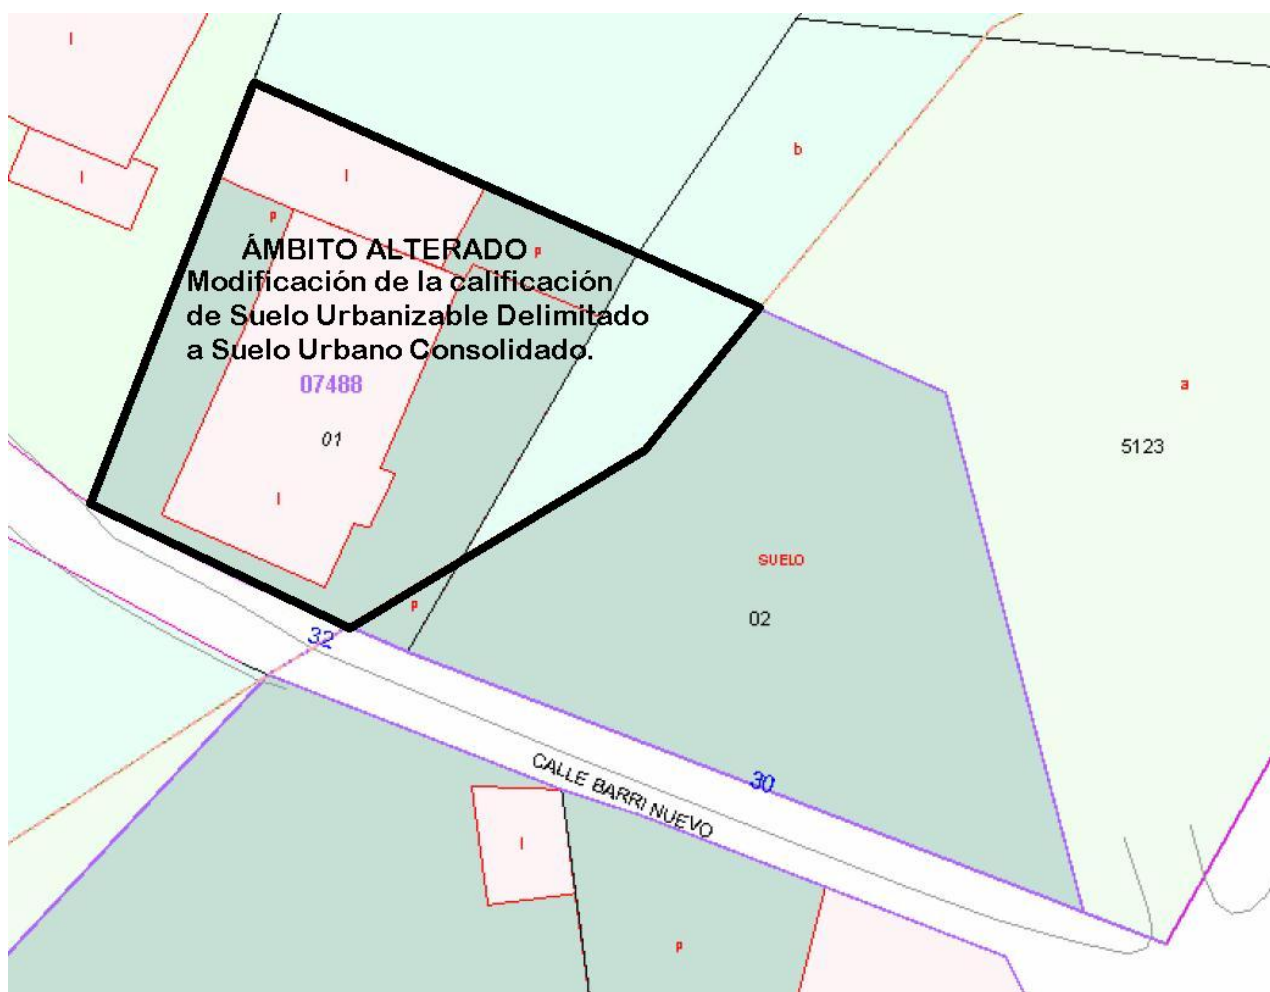 I
I
I
b
p
ÁMBITO ALTERADO
p
Modificación de la calificación
de Suelo Urbanizable Delimitado
a Suelo Urbano Consolidado.
07488
a
01
5123
I
SUELO
p
02
32
30
CALLE BARRI NUEVO
I
p